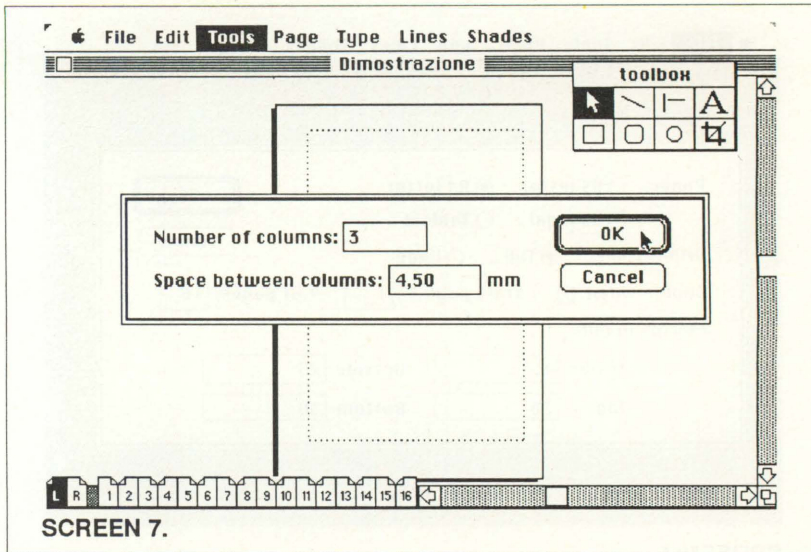 File Edit Tools Page Type Lines Shades
Dimostrazione
toolbox
A
Number of columns: 3
OK
Space between columns: 4,50 mm
Cancel
L R 1 2 3 4 5 6 7 8 9 10 11 12 13 14 15 16
SCREEN 7.